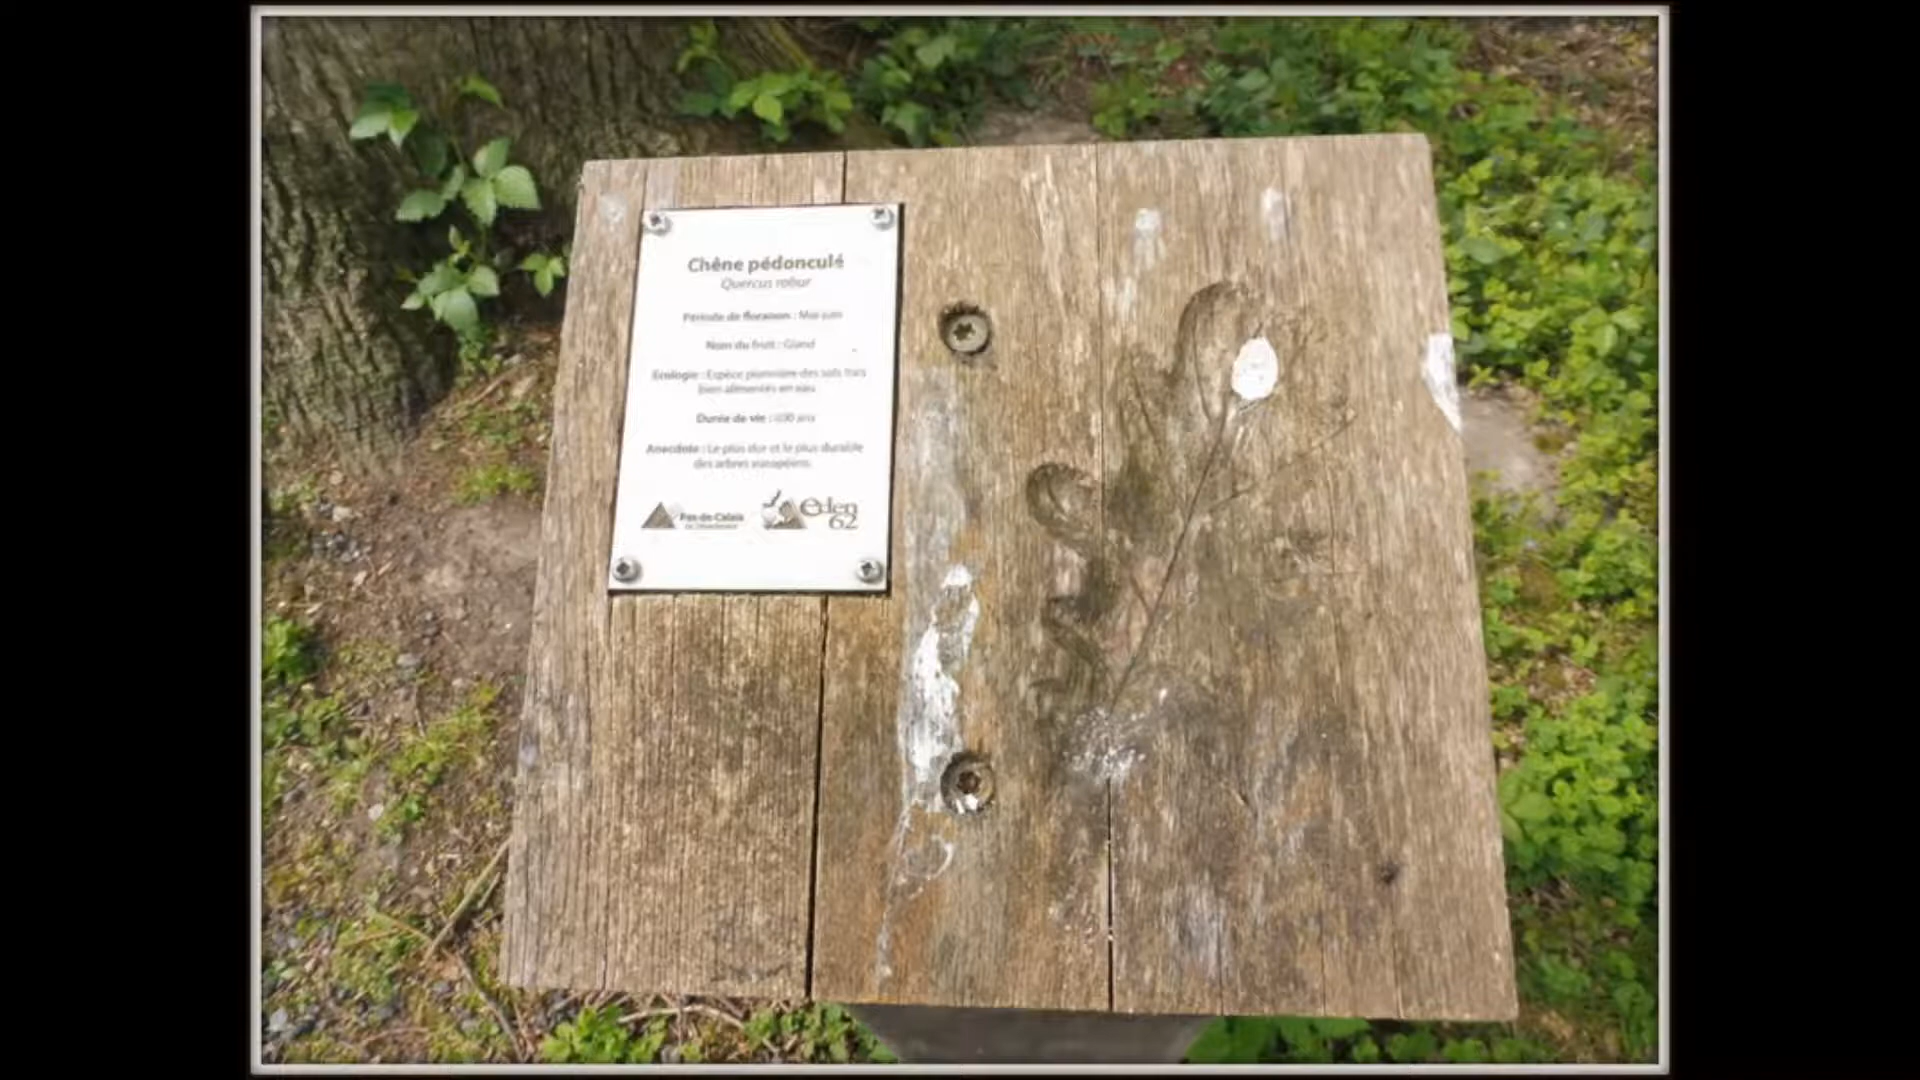 Chêne pédonculé
Quercus robur
Période de floraison : Mai-juin
Nom du fruit : Gland
Ecologie : Espèce pionnière des sols frais
bien alimentés en eau
Durée de vie : ans
Anecdote : Le plus dur et le plus durable
des arbres européens
Pas-de-Calais
eden
62